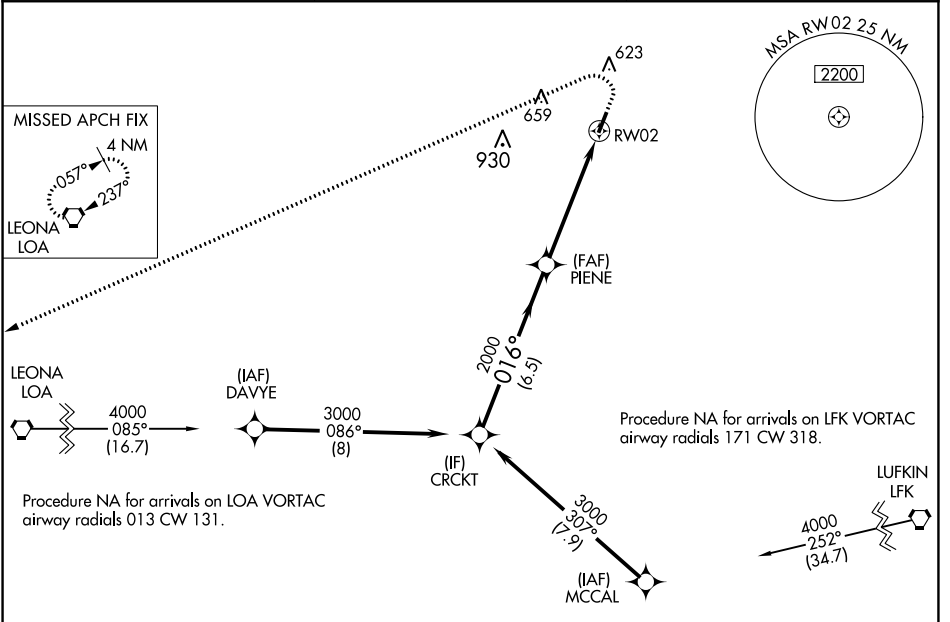 MSA RW02 25 NM
2200
623
659
930
RW02
MISSED APCH FIX
4 NM
057°
237°
LEONA
LOA
(FAF)
PIENE
2000
016°
(6.5)
LEONA
LOA
4000
085°
(16.7)
(IAF)
DAVYE
3000
086°
(8)
(IF)
CRCKT
Procedure NA for arrivals on LOA VORTAC
airway radials 013 CW 131.
Procedure NA for arrivals on LFK VORTAC
airway radials 171 CW 318.
3000
307°
(7.9)
(IAF)
MCCAL
LUFKIN
LFK
4000
252°
(34.7)